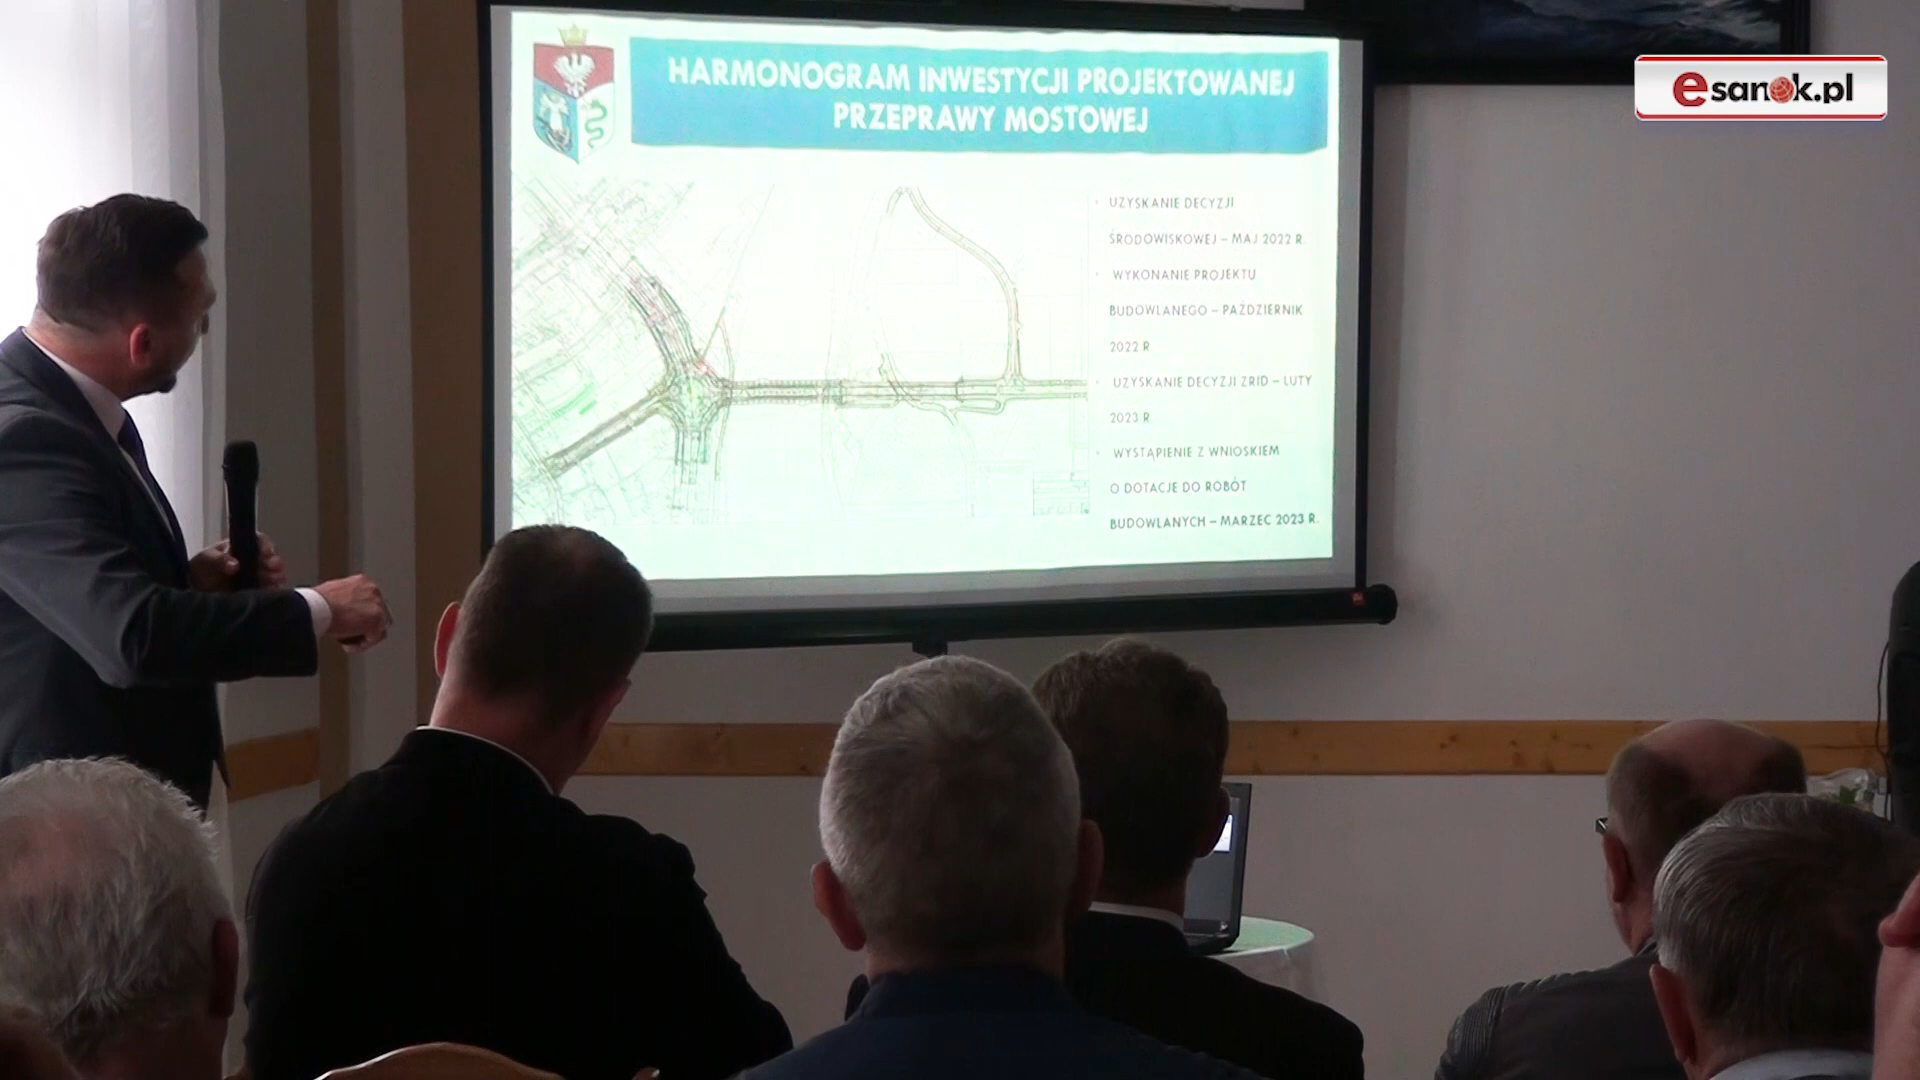 esanok.pl
HARMONOGRAM INWESTYCJI PROJEKTOWANEJ
PRZEPRAWY MOSTOWEJ
UZYSKANIE DECYZJI
ŚRODOWISKOWEJ – MAJ 2022 R.
WYKONANIE PROJEKTU
BUDOWLANEGO – PAŹDZIERNIK
2022 R
UZYSKANIE DECYZJI ZRID – LUTY
2023 R
WYSTĄPIENIE Z WNIOSKIEM
O DOTACJE DO ROBÓT
BUDOWLANYCH – MARZEC 2023 R.